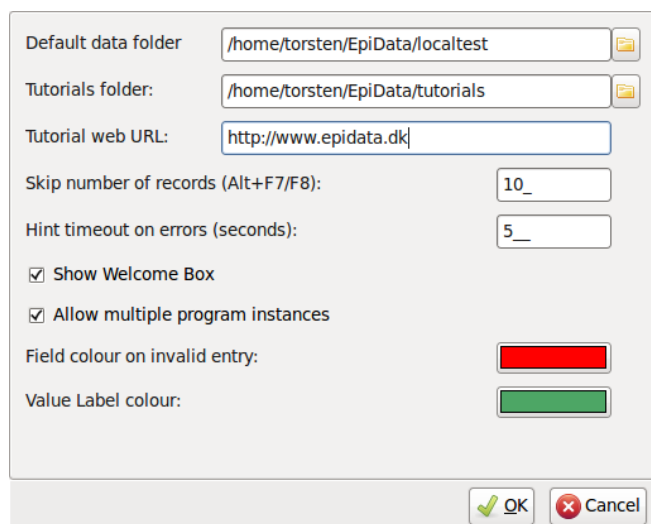 Default data folder /home/torsten/EpiData/localtest
Tutorials folder: /home/torsten/EpiData/tutorials
Tutorial web URL: http://www.epidata.dk
Skip number of records (Alt+F7/F8): 10_
Hint timeout on errors (seconds): 5__
Show Welcome Box
Allow multiple program instances
Field colour on invalid entry:
Value Label colour:
OK Cancel